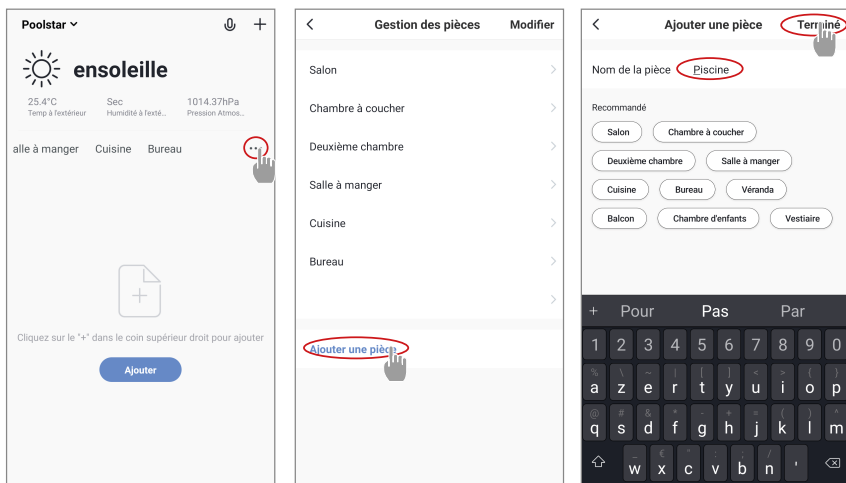 Poolstar
ensoleille
25.4°C Sec 1014.37hPa
Temp à l'extérieur Humidité à l'exté... Pression Atmos...
alle à manger Cuisine Bureau ...
Cliquez sur le "+" dans le coin supérieur droit pour ajouter
Ajouter
Gestion des pièces Modifier
Salon
Chambre à coucher
Deuxième chambre
Salle à manger
Cuisine
Bureau
Ajouter une pièce
Ajouter une pièce Terminé
Nom de la pièce Piscine
Recommandé
Salon Chambre à coucher
Deuxième chambre Salle à manger
Cuisine Bureau Véranda
Balcon Chambre d'enfants Vestiaire
+ Pour Pas Par
1 2 3 4 5 6 7 8 9 0
% \ ~ | [ ] < > { }
a z e r t y u i o p
@ # & * - + = ( ) ^
q s d f g h j k l m
_ € " : ; /
w x c v b n '